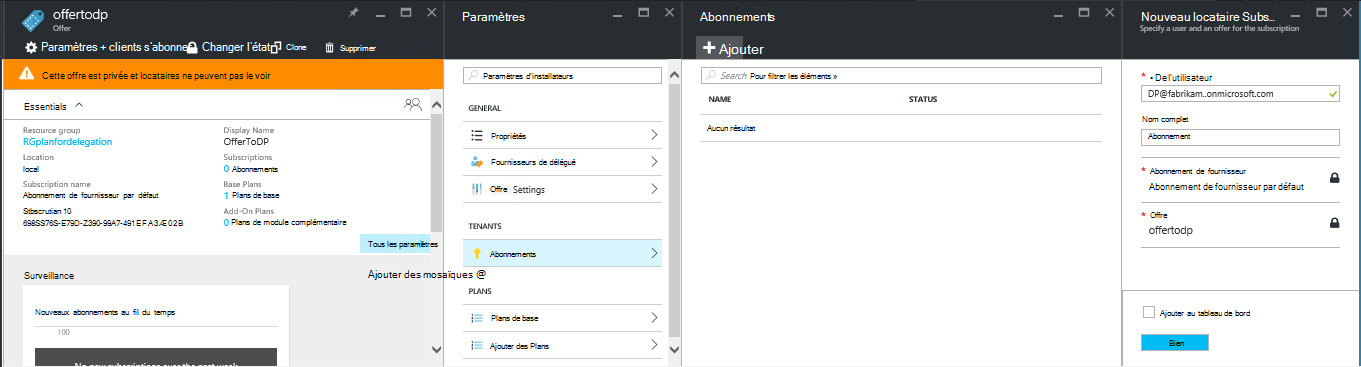 offertodp
Offer
Paramètres + clients s'abonne
Changer l'état
Clone
Supprimer
Cette offre est privée et locataires ne peuvent pas le voir
Essentials
Resource group
RGplanfordelegation
Display Name
OfferToDP
Location
local
Subscriptions
0 Abonnements
Subscription name
Abonnement de fournisseur par défaut
Base Plans
1 Plans de base
Stbscrutian 10
698SS76S-E79D-Z390-99A7-491EFA3Æ02B
Add-On Plans
0 Plans de module complémentaire
Tous les paramètres
Surveillance
Ajouter des mosaïques @
Nouveaux abonnements au fil du temps
100
No new subscriptions over the past week
Paramètres
Paramètres d'installateurs
GENERAL
Propriétés
Fournisseurs de délégué
Offre Settings
TENANTS
Abonnements
PLANS
Plans de base
Ajouter des Plans
Abonnements
Ajouter
Search Pour filtrer les éléments »
NAME STATUS
Aucun résultat
Nouveau locataire Subs...
Specify a user and an offer for the subscription
* • De l'utilisateur
DP@fabrikam..onmicrosoft.com
Nom complet
Abonnement
* Abonnement de fournisseur
Abonnement de fournisseur par défaut
* Offre
offertodp
Ajouter au tableau de bord
Bien